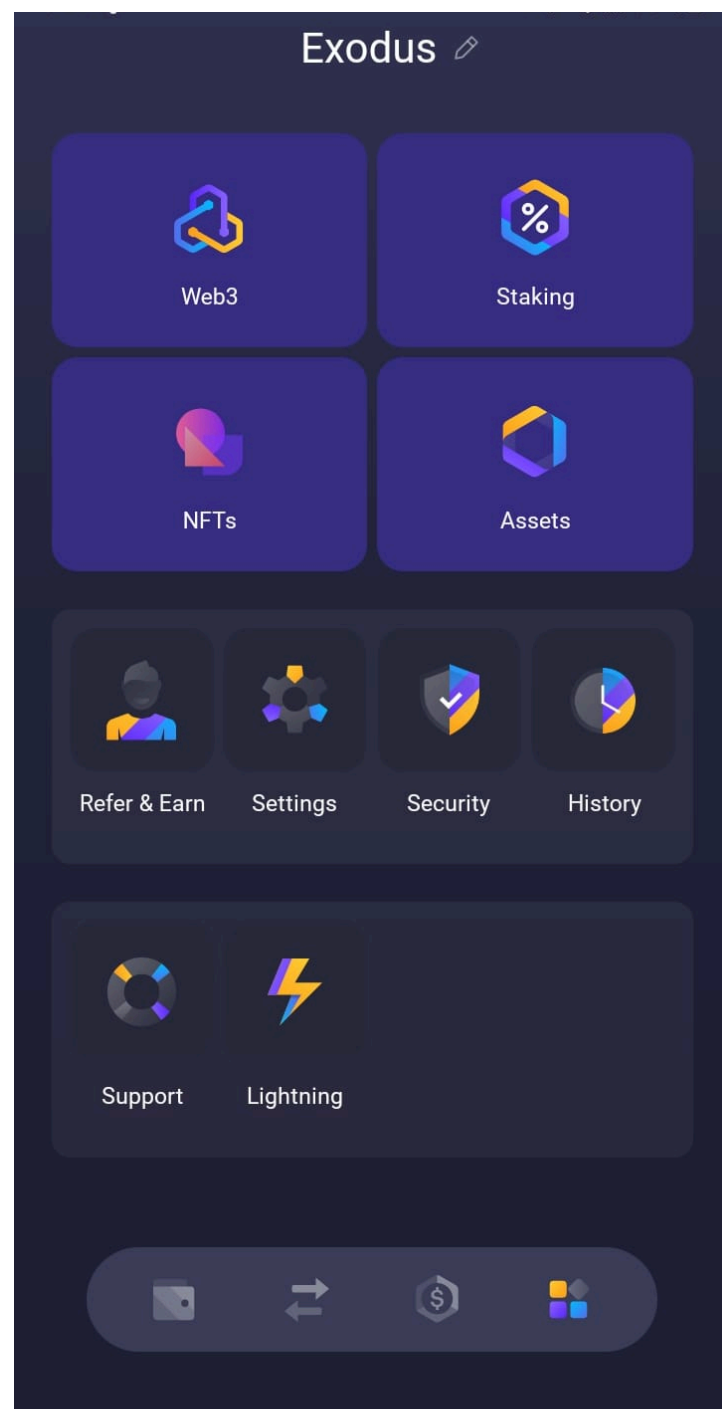 Exodus
Web3
Staking
NFTs
Assets
Refer & Earn
Settings
Security
History
Support
Lightning